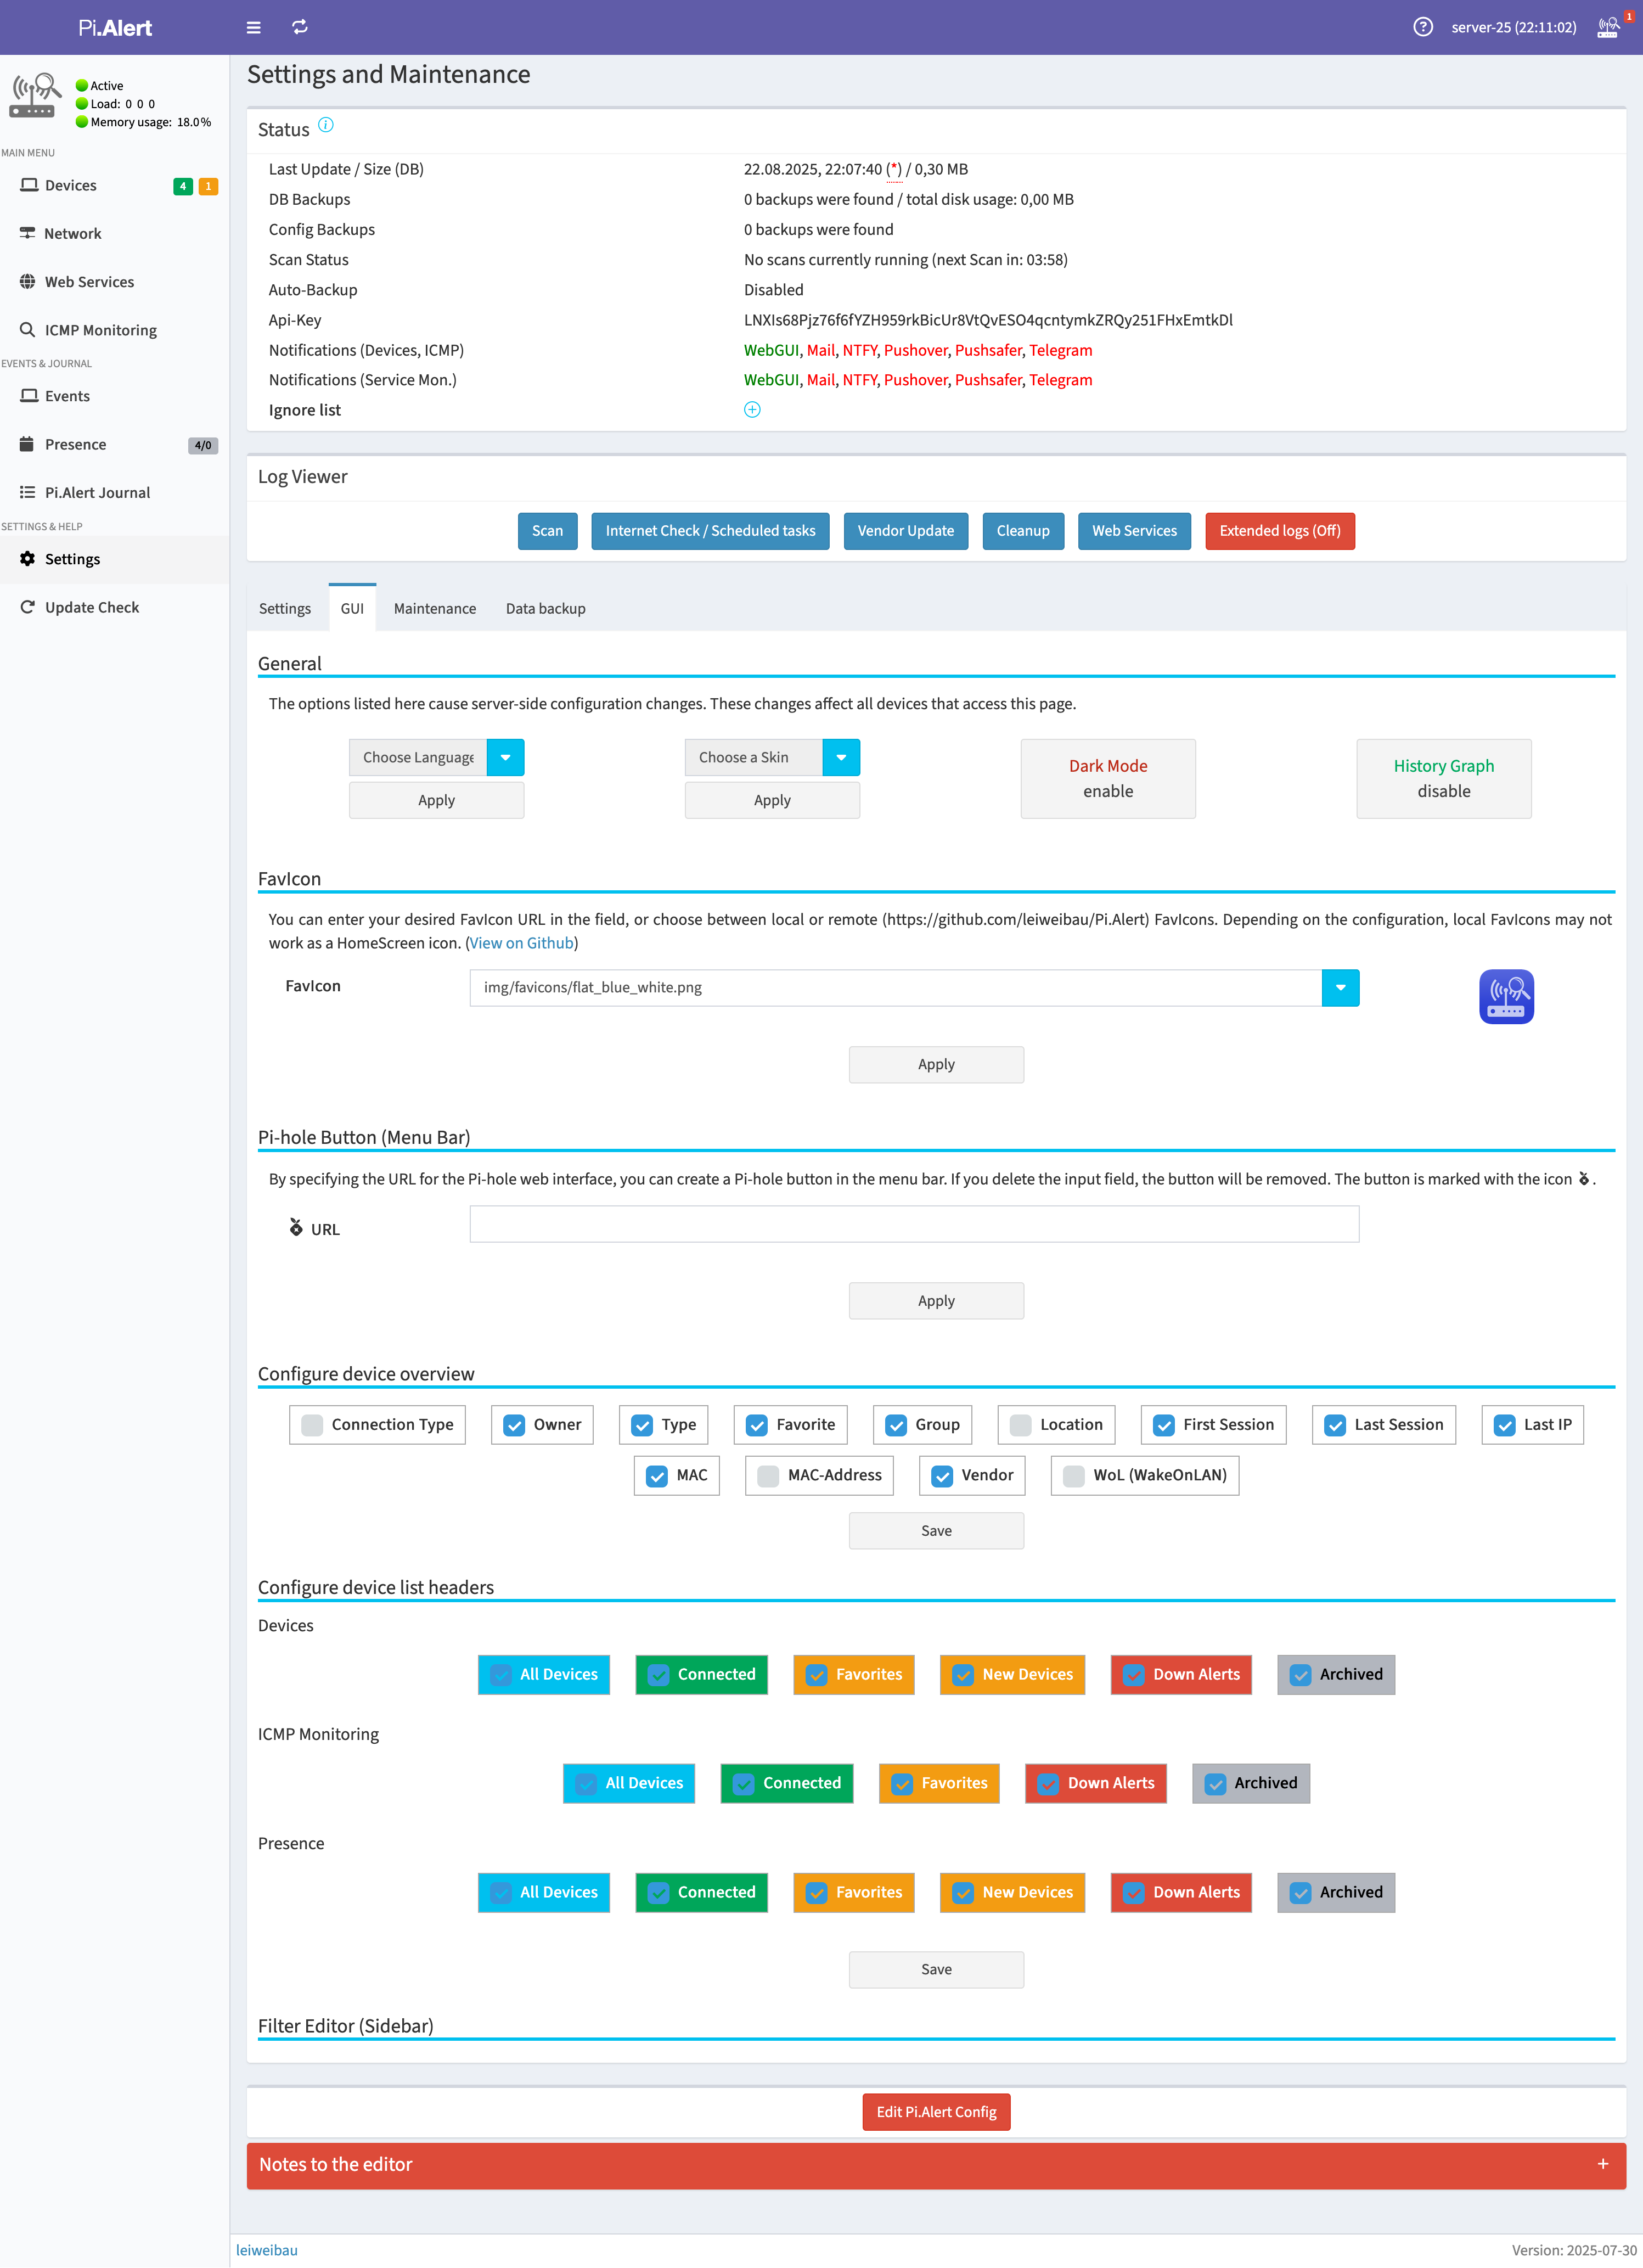 Pi.Alert
server-25 (22:11:02)
1
Active
Load: 0 0 0
Memory usage: 18.0%
MAIN MENU
Devices
4
1
Network
Web Services
ICMP Monitoring
EVENTS & JOURNAL
Events
Presence
4/0
Pi.Alert Journal
SETTINGS & HELP
Settings
Update Check
Settings and Maintenance
Status
Last Update / Size (DB)
22.08.2025, 22:07:40 (*) / 0,30 MB
DB Backups
0 backups were found / total disk usage: 0,00 MB
Config Backups
0 backups were found
Scan Status
No scans currently running (next Scan in: 03:58)
Auto-Backup
Disabled
Api-Key
LNXIs68Pjz76f6fYZH959rkBicUr8VtQvESO4qcntymkZRQy251FHxEmtkDl
Notifications (Devices, ICMP)
WebGUI, Mail, NTFY, Pushover, Pushsafer, Telegram
Notifications (Service Mon.)
WebGUI, Mail, NTFY, Pushover, Pushsafer, Telegram
Ignore list
Log Viewer
Scan
Internet Check / Scheduled tasks
Vendor Update
Cleanup
Web Services
Extended logs (Off)
Settings
GUI
Maintenance
Data backup
General
The options listed here cause server-side configuration changes. These changes affect all devices that access this page.
Choose Language
Apply
Choose a Skin
Apply
Dark Mode
enable
History Graph
disable
FavIcon
You can enter your desired FavIcon URL in the field, or choose between local or remote (https://github.com/leiweibau/Pi.Alert) FavIcons. Depending on the configuration, local FavIcons may not
work as a HomeScreen icon. (View on Github)
FavIcon
img/favicons/flat_blue_white.png
Apply
Pi-hole Button (Menu Bar)
By specifying the URL for the Pi-hole web interface, you can create a Pi-hole button in the menu bar. If you delete the input field, the button will be removed. The button is marked with the icon .
URL
Apply
Configure device overview
Connection Type
Owner
Type
Favorite
Group
Location
First Session
Last Session
Last IP
MAC
MAC-Address
Vendor
WoL (WakeOnLAN)
Save
Configure device list headers
Devices
All Devices
Connected
Favorites
New Devices
Down Alerts
Archived
ICMP Monitoring
All Devices
Connected
Favorites
Down Alerts
Archived
Presence
All Devices
Connected
Favorites
New Devices
Down Alerts
Archived
Save
Filter Editor (Sidebar)
Edit Pi.Alert Config
Notes to the editor
+
leiweibau
Version: 2025-07-30